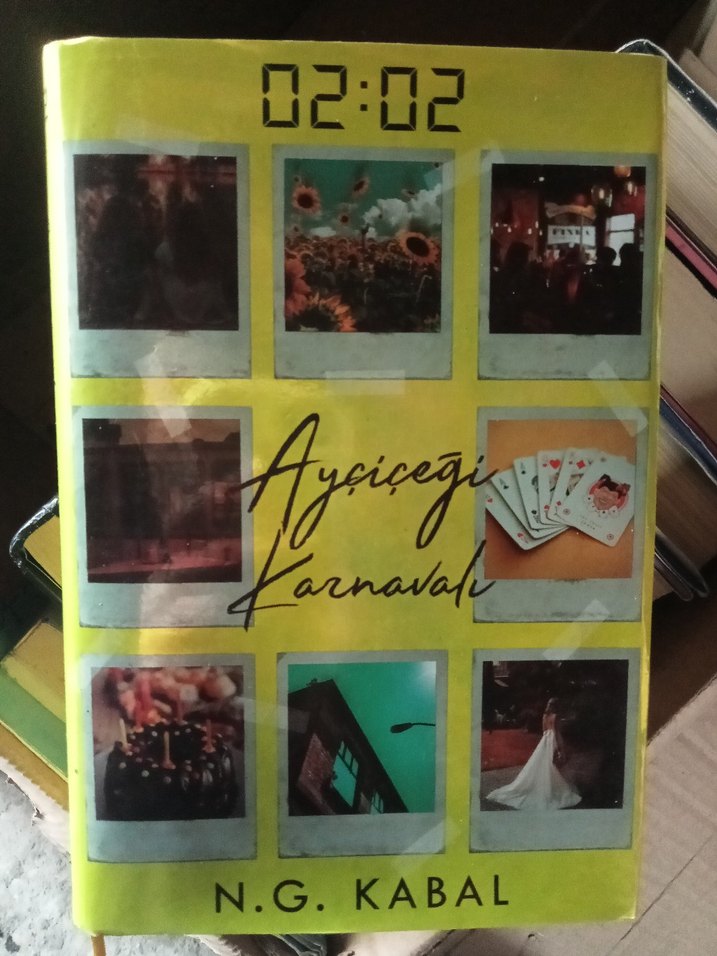 02:02
Ayçiçeği
Karnavalı
N.G. KABAL